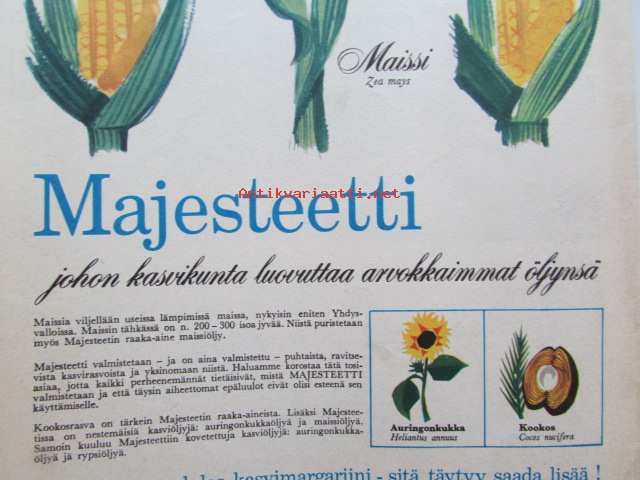 Maissi
Zea mays
Majesteetti
Antikvariaatti.net
johon kasvikunta luovuttaa arvokkaimmat öljynsä
Maissia viljellään useissa lämpimissä maissa, nykyisin eniten Yhdys-
valloissa. Maissin tähkässä on n. 200-300 isoa jyvää. Niistä puristetaan
myös Majesteetin raaka-aine maissiöljy.
Majesteetti valmistetaan - ja on aina valmistettu - puhtaista, ravitse-
vista kasvirasvoista ja yksinomaan niistä. Haluamme korostaa tätä tosi-
asiaa, jotta kaikki perheenemännät tietäisivät, mistä MAJESTEETTI
valmistetaan ja että täysin aiheettomat epäluulot eivät olisi esteenä sen
käyttämiselle.
Kookosrasva on tärkein Majesteetin raaka-aineista. Lisäksi Majestee-
tissa on nestemäisiä kasviöljyjä: auringonkukkaöljyä ja maissiöljyä.
Samoin kuuluu Majesteettiin kovetettuja kasviöljyjä: auringonkukka-
öljyä ja rypsiöljyä.
Auringonkukka
Heliantus annuus
Kookos
Cocos nucifera
kasvimargariini - sitä täytyy saada lisää !